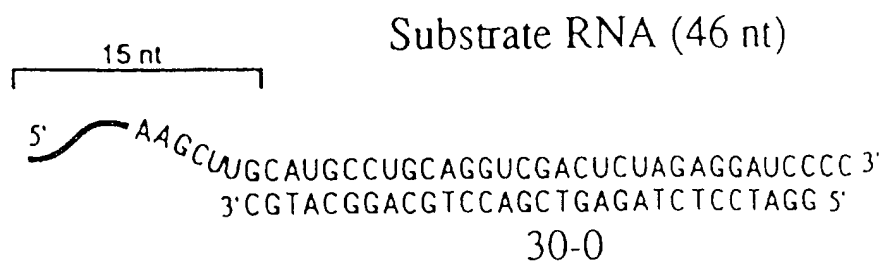 Substrate RNA (46 nt)
15 nt
5' AAGCUUGCAUGCCUGCAGGUCGACUCUAGAGGAUCCCC 3'
3'CGTACGGACGTCCAGCTGAGATCTCCTAGG 5'
30-0